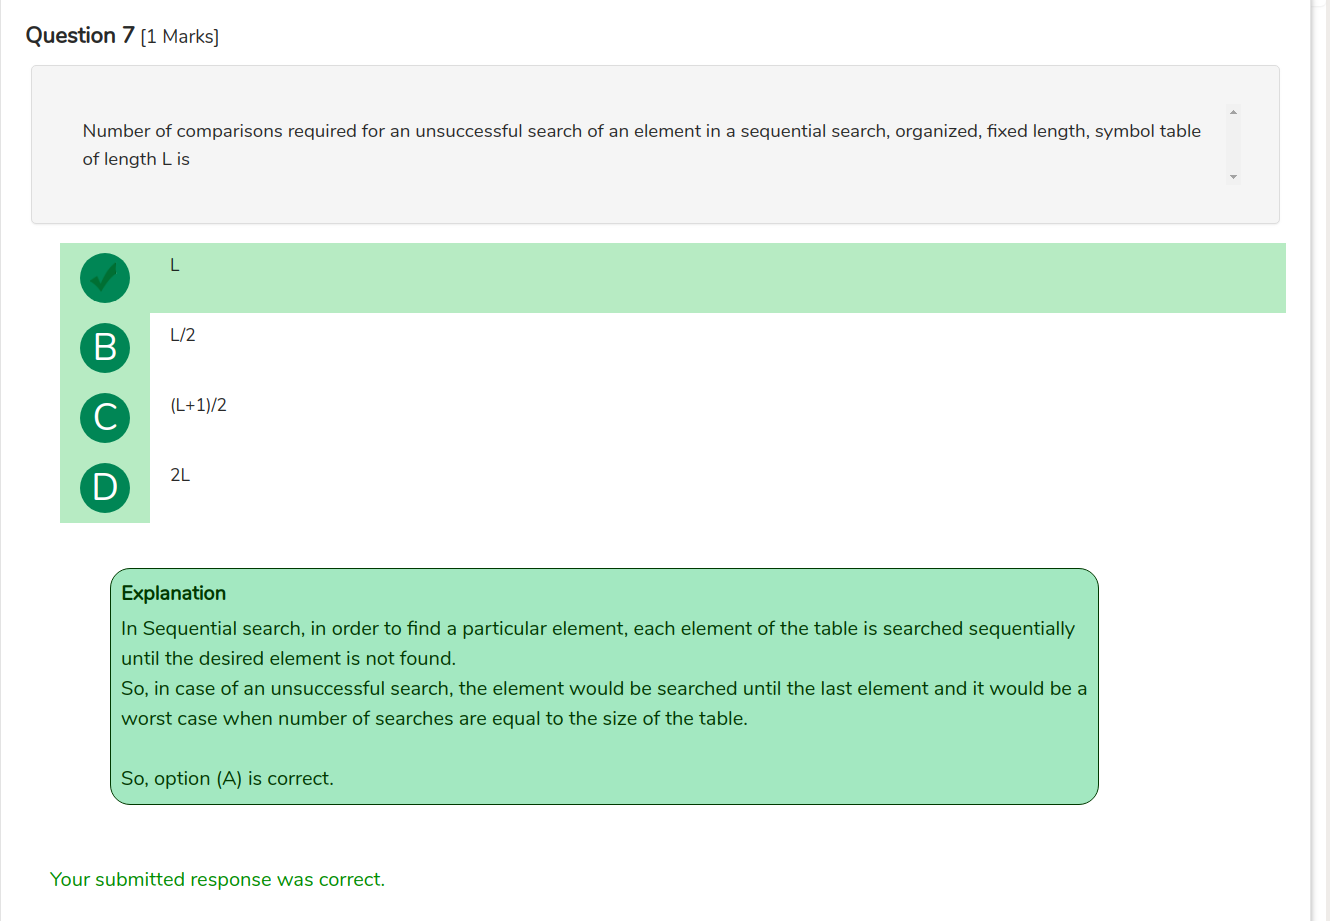 Question 7 [1 Marks]
Number of comparisons required for an unsuccessful search of an element in a sequential search, organized, fixed length, symbol table
of length L is
L
B
L/2
C
(L+1)/2
D
2L
Explanation
In Sequential search, in order to find a particular element, each element of the table is searched sequentially
until the desired element is not found.
So, in case of an unsuccessful search, the element would be searched until the last element and it would be a
worst case when number of searches are equal to the size of the table.
So, option (A) is correct.
Your submitted response was correct.